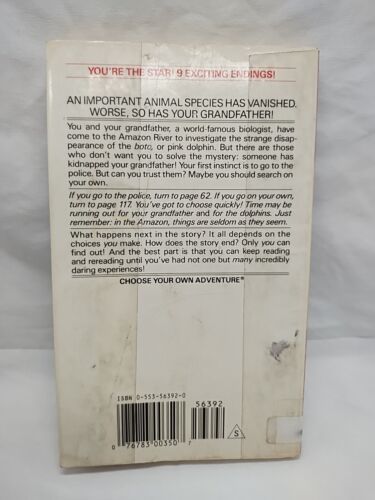 YOU'RE THE STAR! 9 EXCITING ENDINGS!
AN IMPORTANT ANIMAL SPECIES HAS VANISHED.
WORSE, SO HAS YOUR GRANDFATHER!
You and your grandfather, a world-famous biologist, have
come to the Amazon River to investigate the strange disap-
pearance of the boto, or pink dolphin. But there are those
who don't want you to solve the mystery: someone has
kidnapped your grandfather! Your first instinct is to go to the
police. But can you trust them? Maybe you should search on
your own.
If you go to the police, turn to page 62. If you go on your own,
turn to page 117. You've got to choose quickly! Time may be
running out for your grandfather and for the dolphins. Just
remember: in the Amazon, things are seldom as they seem.
What happens next in the story? It all depends on the
choices you make. How does the story end? Only you can
find out! And the best part is that you can keep reading
and rereading until you've had not one but many incredibly
daring experiences!
CHOOSE YOUR OWN ADVENTURE®
ISBN 0-553-56392-0
56392
0 76783 00350 7
S